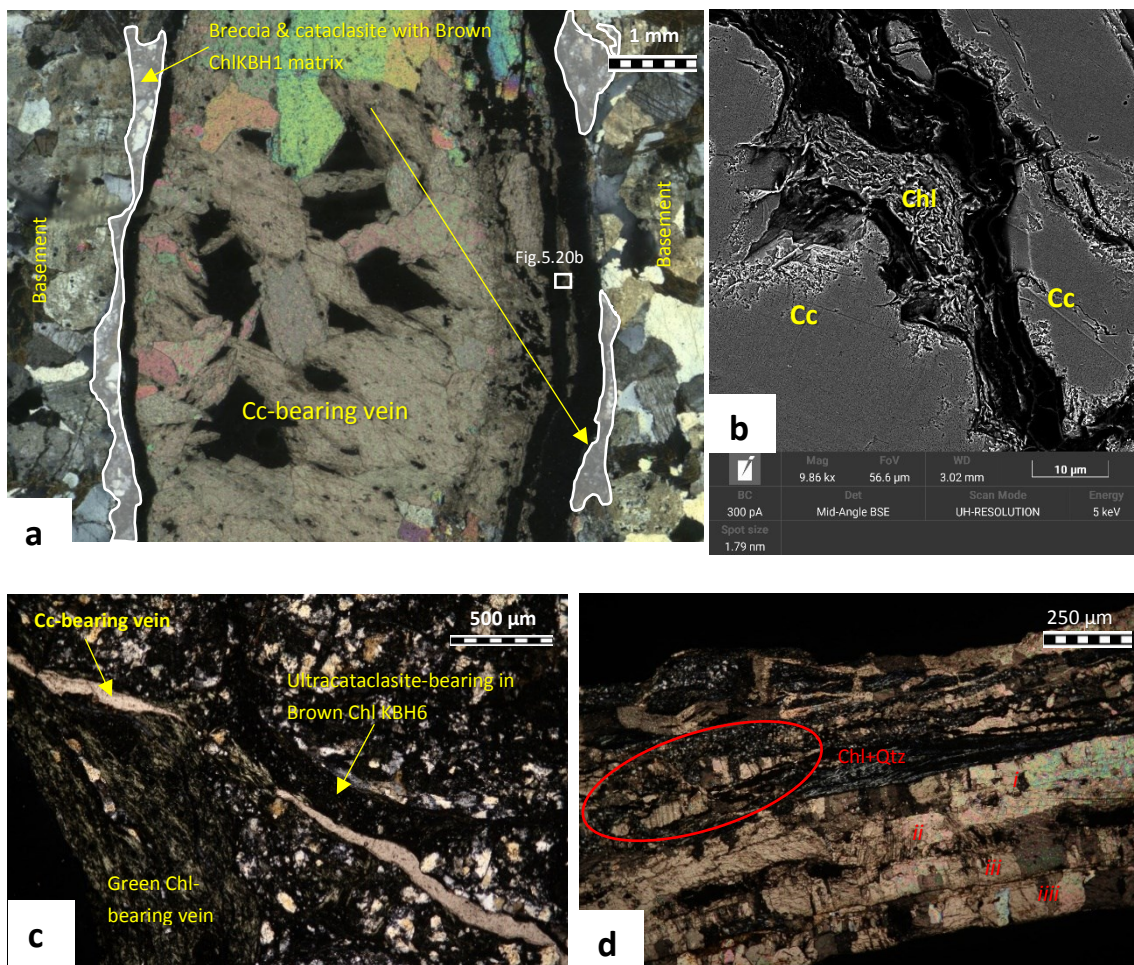 Breccia & cataclasite with Brown
ChlKBH1 matrix
1 mm
Basement
Fig.5.20b
Basement
Cc-bearing vein
a
Chl
Cc
Cc
b
Mag FoV WD
9.86 kx 56.6 µm 3.02 mm 10 µm
BC Det Scan Mode Energy
300 pA Mid-Angle BSE UH-RESOLUTION 5 keV
Spot size
1.79 nm
Cc-bearing vein
500 µm
Ultracataclasite-bearing in
Brown Chl KBH6
Green Chl-
bearing vein
c
250 µm
Chl+Qtz
i
ii
iii
iiii
d